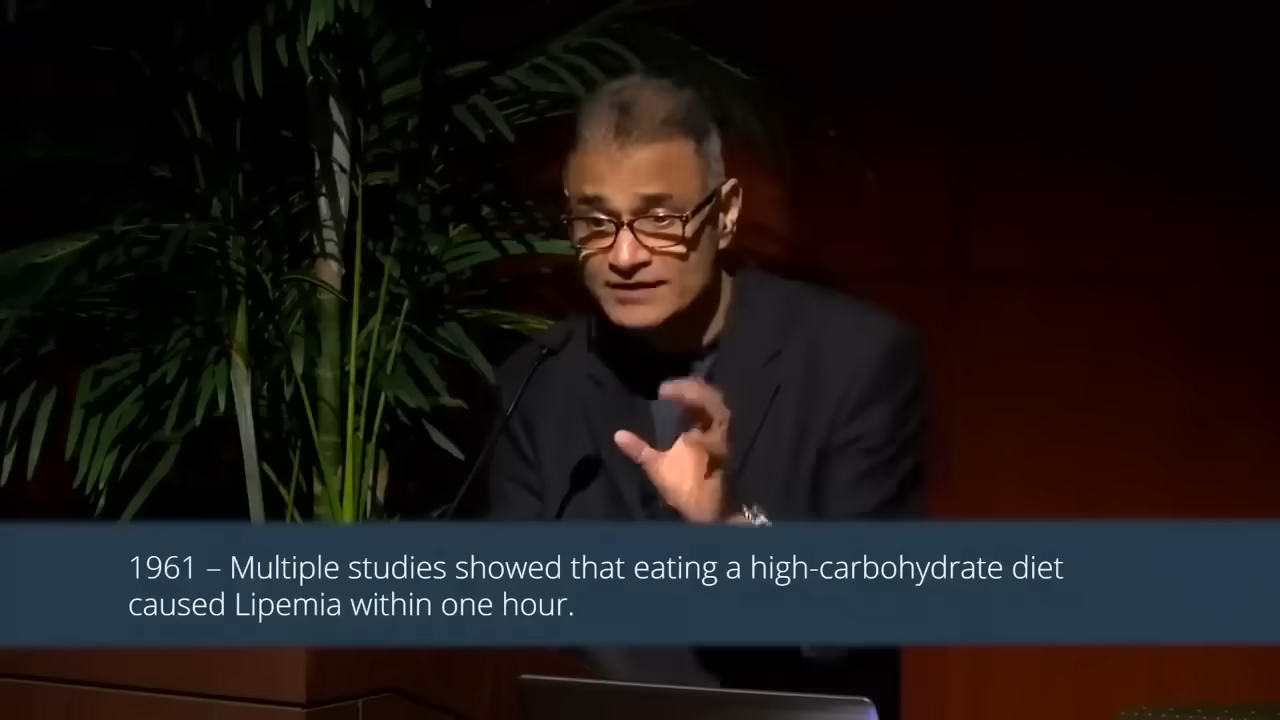 1961 – Multiple studies showed that eating a high-carbohydrate diet
caused Lipemia within one hour.